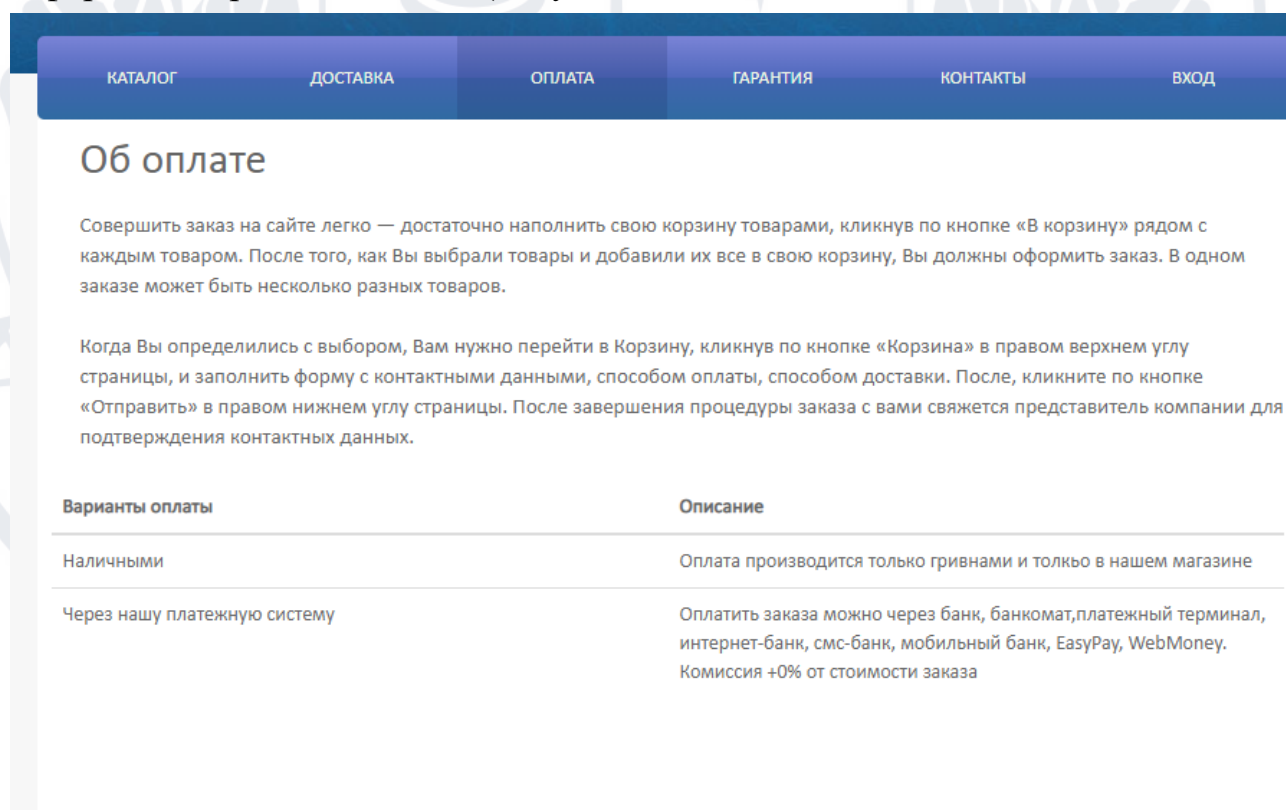 КАТАЛОГ ДОСТАВКА ОПЛАТА ГАРАНТИЯ КОНТАКТЫ ВХОД
Об оплате
Совершить заказ на сайте легко — достаточно наполнить свою корзину товарами, кликнув по кнопке «В корзину» рядом с
каждым товаром. После того, как Вы выбрали товары и добавили их все в свою корзину, Вы должны оформить заказ. В одном
заказе может быть несколько разных товаров.
Когда Вы определились с выбором, Вам нужно перейти в Корзину, кликнув по кнопке «Корзина» в правом верхнем углу
страницы, и заполнить форму с контактными данными, способом оплаты, способом доставки. После, кликните по кнопке
«Отправить» в правом нижнем углу страницы. После завершения процедуры заказа с вами свяжется представитель компании для
подтверждения контактных данных.
Варианты оплаты Описание
Наличными Оплата производится только гривнами и толкьо в нашем магазине
Через нашу платежную систему Оплатить заказа можно через банк, банкомат,платежный терминал,
интернет-банк, смс-банк, мобильный банк, EasyPay, WebMoney.
Комиссия +0% от стоимости заказа